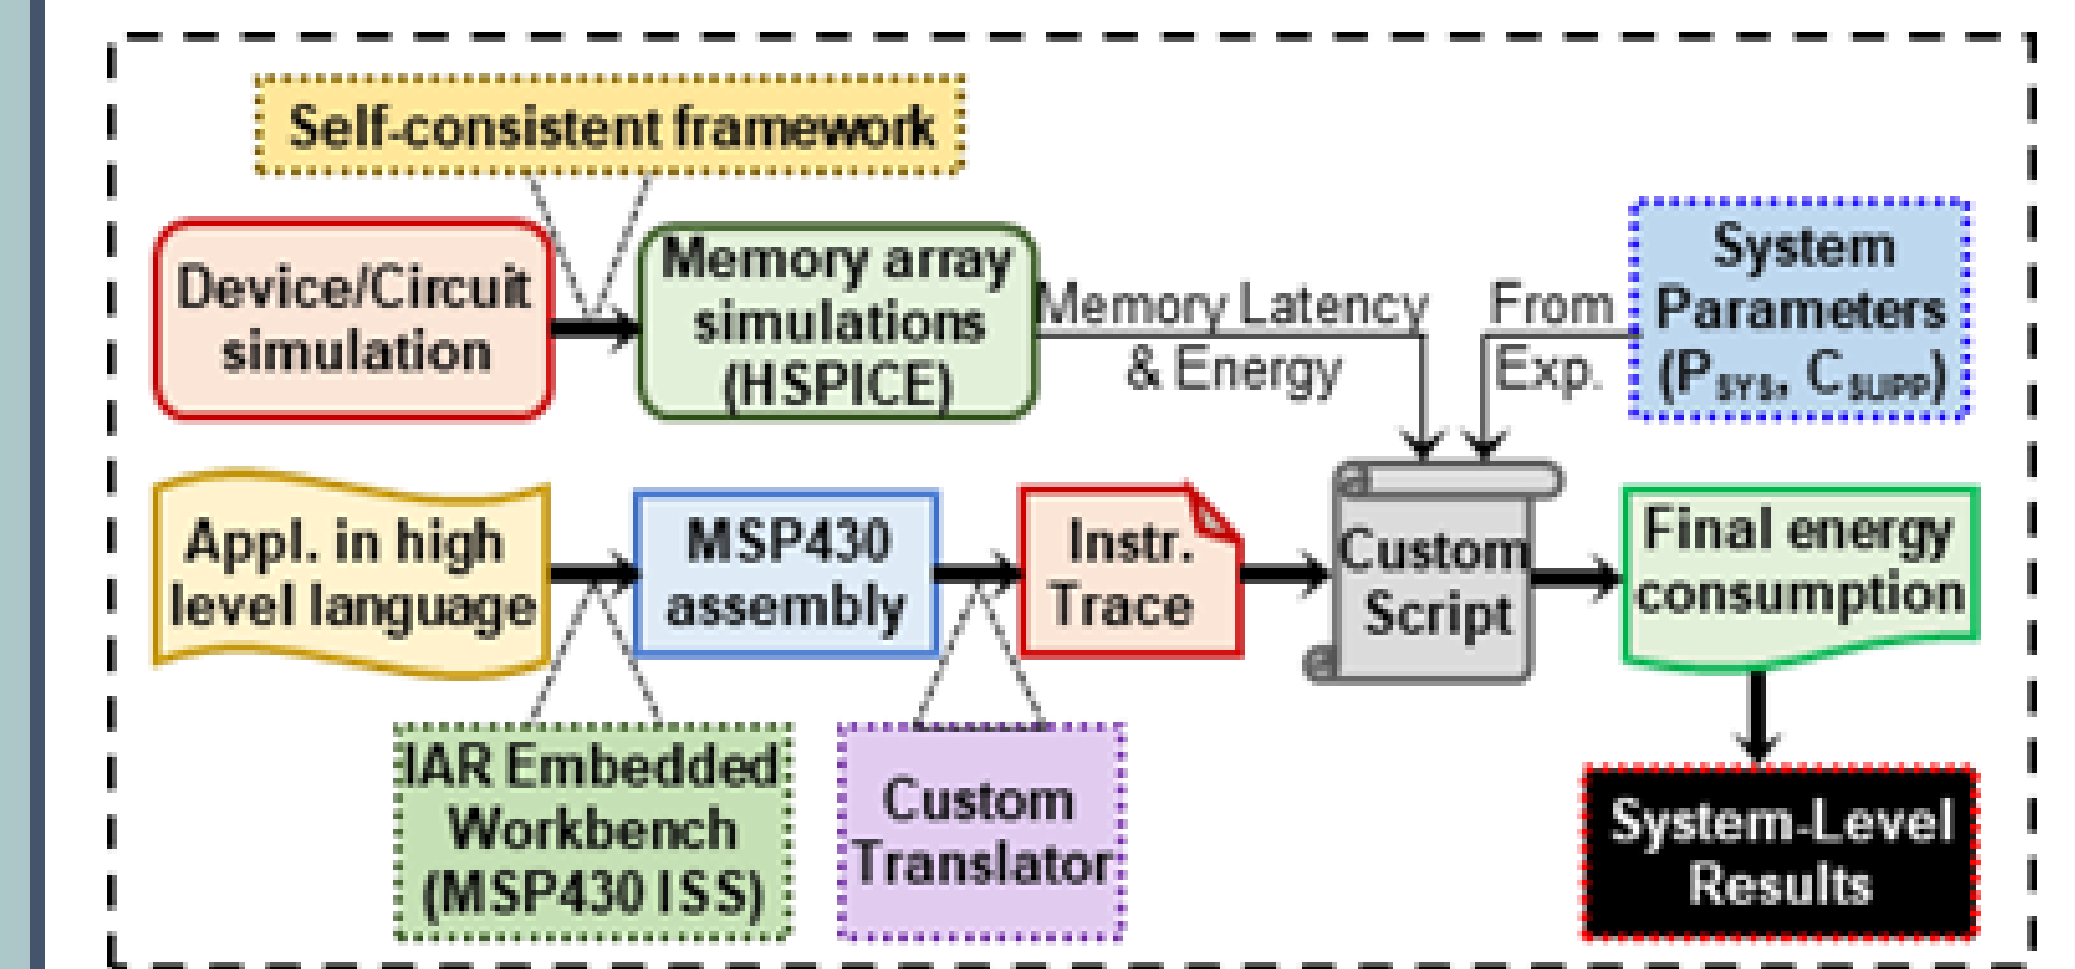 Self-consistent framework
Device/Circuit
simulation
Memory array
simulations
(HSPICE)
Memory Latency
& Energy
From
Exp.
System
Parameters
(PSYS, CSUPP)
Appl. in high
level language
MSP430
assembly
Instr.
Trace
Custom
Script
Final energy
consumption
IAR Embedded
Workbench
(MSP430 ISS)
Custom
Translator
System-Level
Results